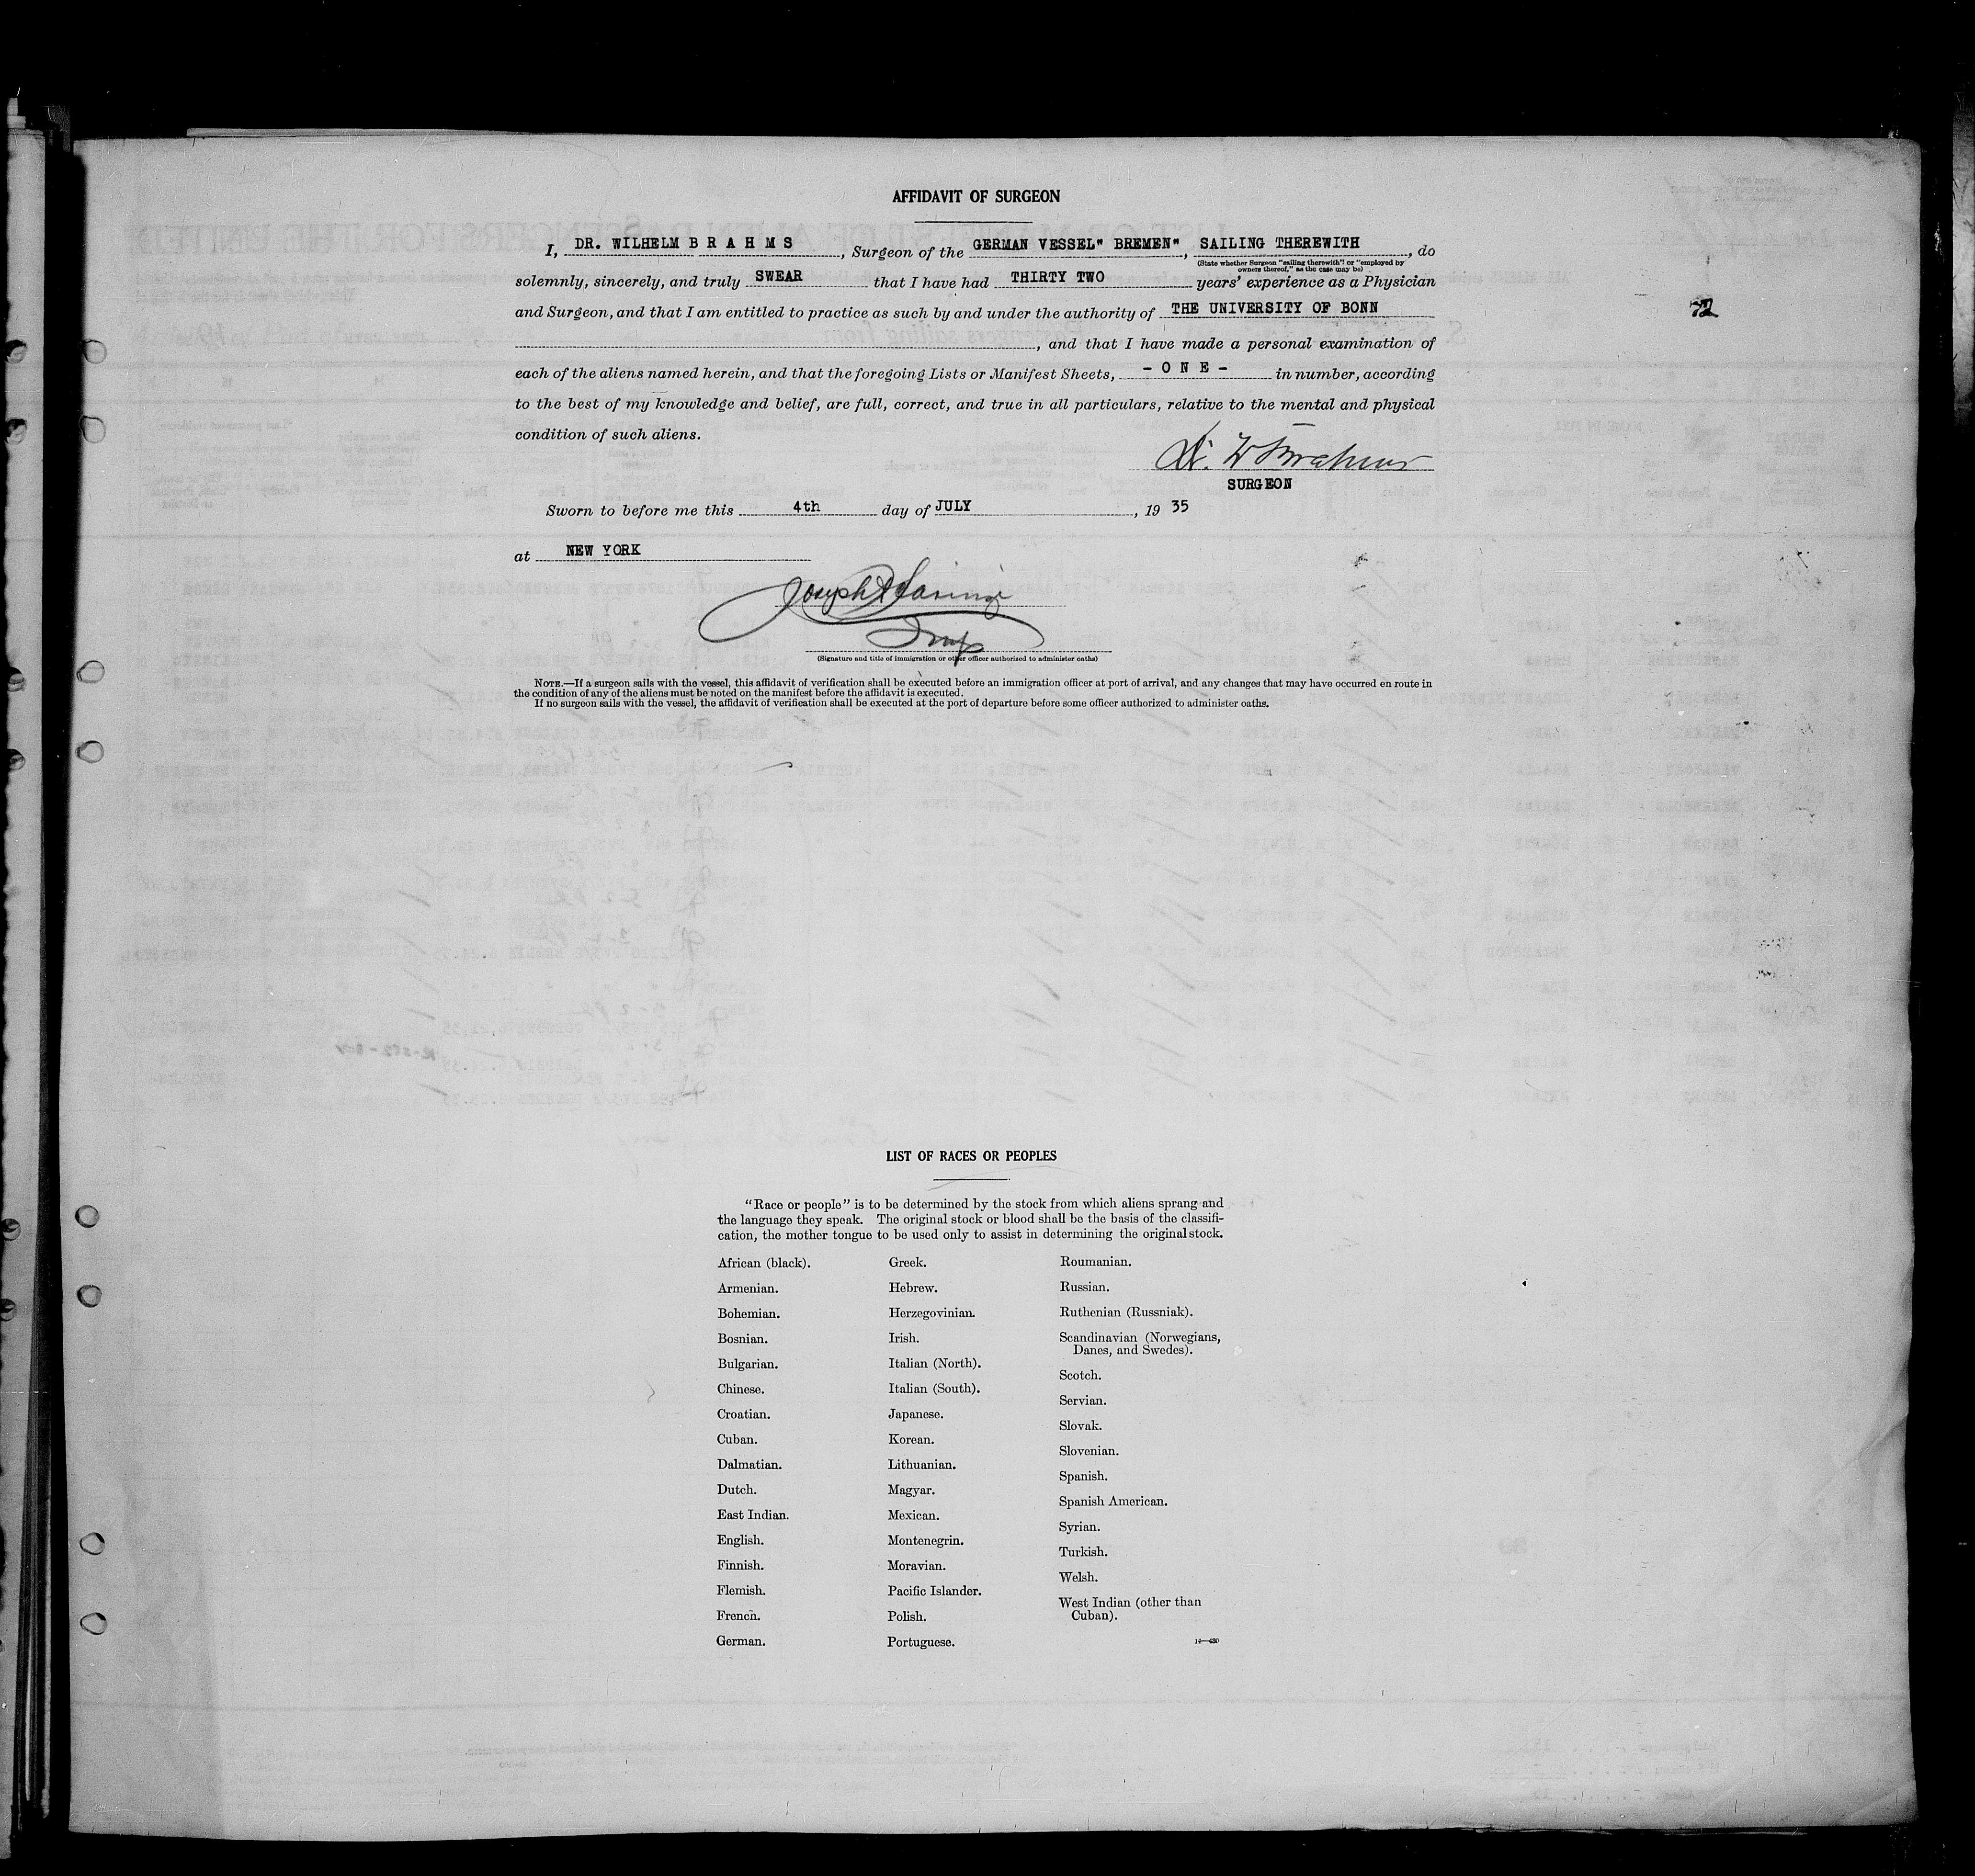 AFFIDAVIT OF SURGEON
I, DR. WILHELM B R A H M S , Surgeon of the GERMAN VESSEL" BREMEN" , SAILING THEREWITH , do
(State whether Surgeon "sailing therewith" or "employed by
owners thereof," as the case may be)
solemnly, sincerely, and truly SWEAR that I have had THIRTY TWO years' experience as a Physician
and Surgeon, and that I am entitled to practice as such by and under the authority of THE UNIVERSITY OF BONN
72
, and that I have made a personal examination of
each of the aliens named herein, and that the foregoing Lists or Manifest Sheets, - O N E - in number, according
to the best of my knowledge and belief, are full, correct, and true in all particulars, relative to the mental and physical
condition of such aliens.
Dr. W Brahms
SURGEON
Sworn to before me this 4th day of JULY , 19 35
at NEW YORK
Joseph
Insp
(Signature and title of immigration or other officer authorized to administer oaths)
NOTE.—If a surgeon sails with the vessel, this affidavit of verification shall be executed before an immigration officer at port of arrival, and any changes that may have occurred en route in
the condition of any of the aliens must be noted on the manifest before the affidavit is executed.
If no surgeon sails with the vessel, the affidavit of verification shall be executed at the port of departure before some officer authorized to administer oaths.
LIST OF RACES OR PEOPLES
"Race or people" is to be determined by the stock from which aliens sprang and
the language they speak. The original stock or blood shall be the basis of the classifi-
cation, the mother tongue to be used only to assist in determining the original stock.
African (black).
Armenian.
Bohemian.
Bosnian.
Bulgarian.
Chinese.
Croatian.
Cuban.
Dalmatian.
Dutch.
East Indian.
English.
Finnish.
Flemish.
French.
German.
Greek.
Hebrew.
Herzegovinian.
Irish.
Italian (North).
Italian (South).
Japanese.
Korean.
Lithuanian.
Magyar.
Mexican.
Montenegrin.
Moravian.
Pacific Islander.
Polish.
Portuguese.
Roumanian.
Russian.
Ruthenian (Russniak).
Scandinavian (Norwegians,
Danes, and Swedes).
Scotch.
Servian.
Slovak.
Slovenian.
Spanish.
Spanish American.
Syrian.
Turkish.
Welsh.
West Indian (other than
Cuban).